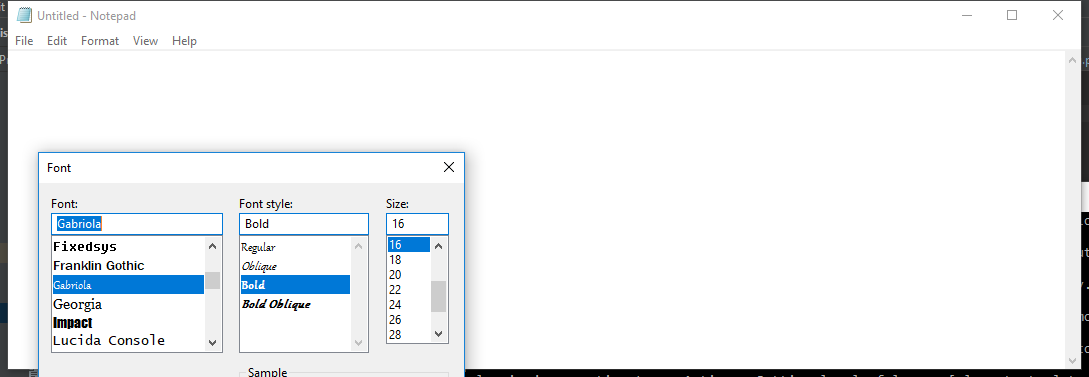 Untitled - Notepad
File Edit Format View Help
Font
Font: Font style: Size:
Gabriola Bold 16
Fixedsys Regular 16
Franklin Gothic Oblique 18
Gabriola Bold 20
Georgia Bold Oblique 22
Impact 24
Lucida Console 26
28
Sample